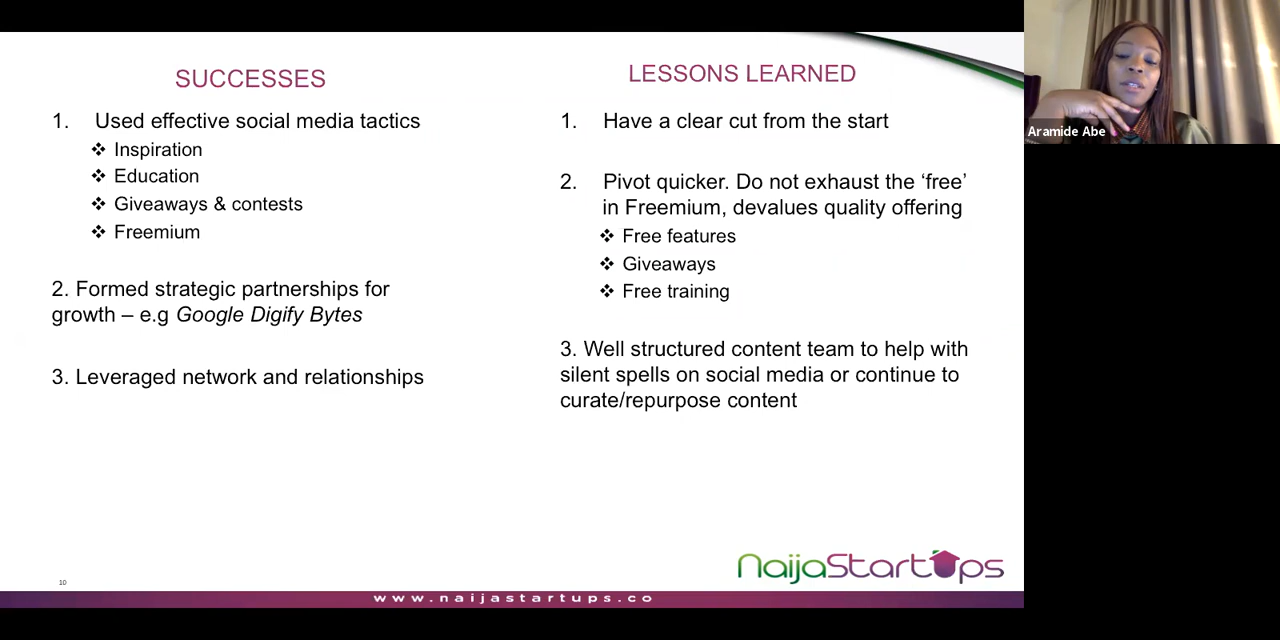 SUCCESSES
1. Used effective social media tactics
❖ Inspiration
❖ Education
❖ Giveaways & contests
❖ Freemium
2. Formed strategic partnerships for
growth – e.g Google Digify Bytes
3. Leveraged network and relationships
LESSONS LEARNED
1. Have a clear cut from the start
2. Pivot quicker. Do not exhaust the ‘free’
in Freemium, devalues quality offering
❖ Free features
❖ Giveaways
❖ Free training
3. Well structured content team to help with
silent spells on social media or continue to
curate/repurpose content
NaijaStartUps
10
www.naijastartups.co
Aramide Abe